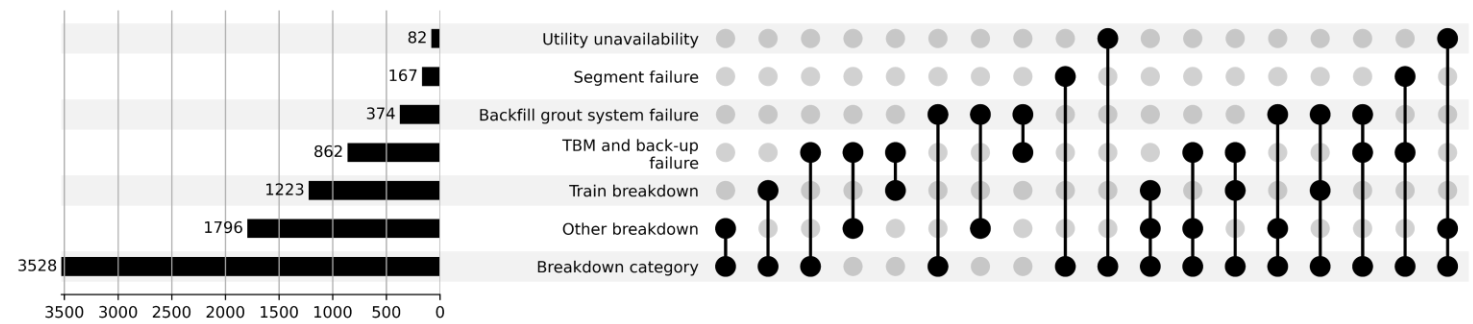 82 Utility unavailability
167 Segment failure
374 Backfill grout system failure
862 TBM and back-up
failure
1223 Train breakdown
1796 Other breakdown
3528 Breakdown category
3500 3000 2500 2000 1500 1000 500 0